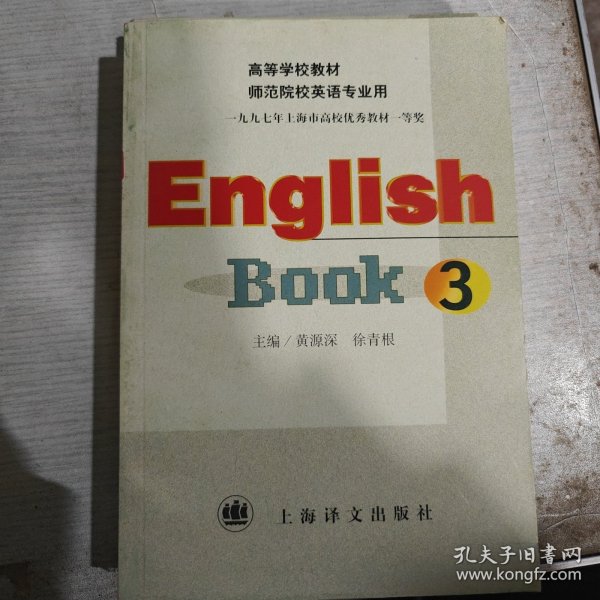 高等学校教材
师范院校英语专业用
一九九七年上海市高校优秀教材一等奖
English
Book 3
主编/黄源深 徐青根
上海译文出版社
孔夫子旧书网
www.kongfz.com